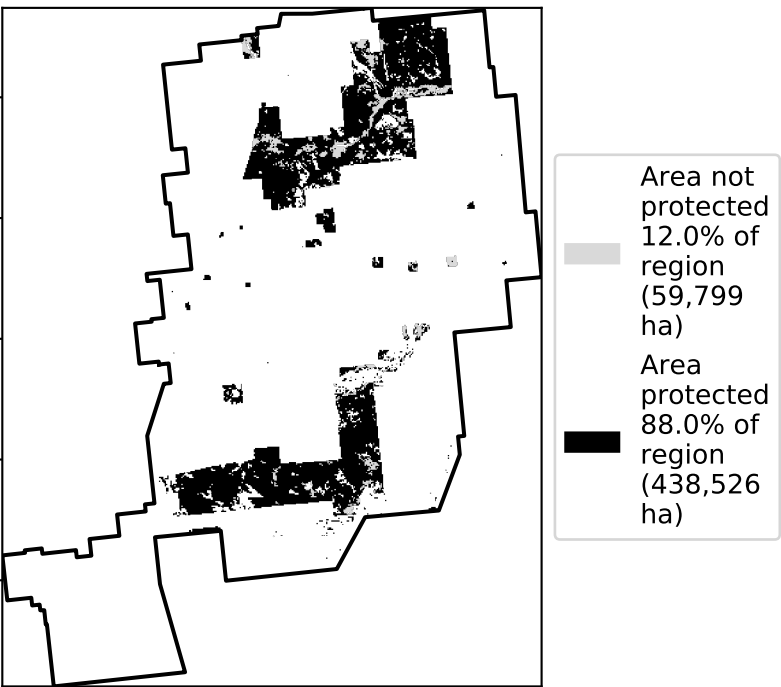 Area not
protected
12.0% of
region
(59,799
ha)
Area
protected
88.0% of
region
(438,526
ha)